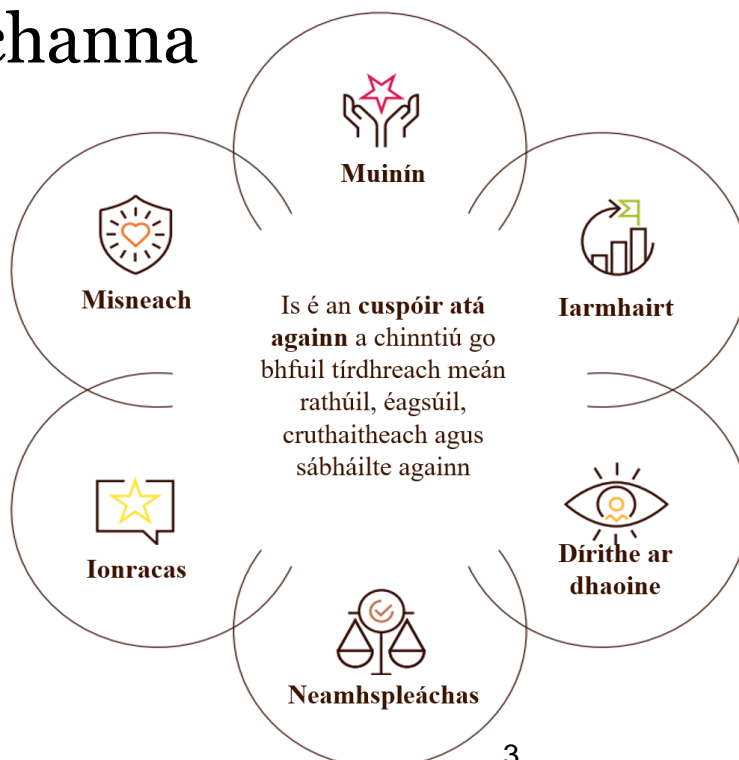 channa
Muinín
Misneach
Iarmhairt
Is é an cuspóir atá
againn a chinntiú go
bhfuil tírdhreach meán
rathúil, éagsúil,
cruthaitheach agus
sábháilte againn
Ionracas
Dírithe ar
dhaoine
Neamhspleáchas
3